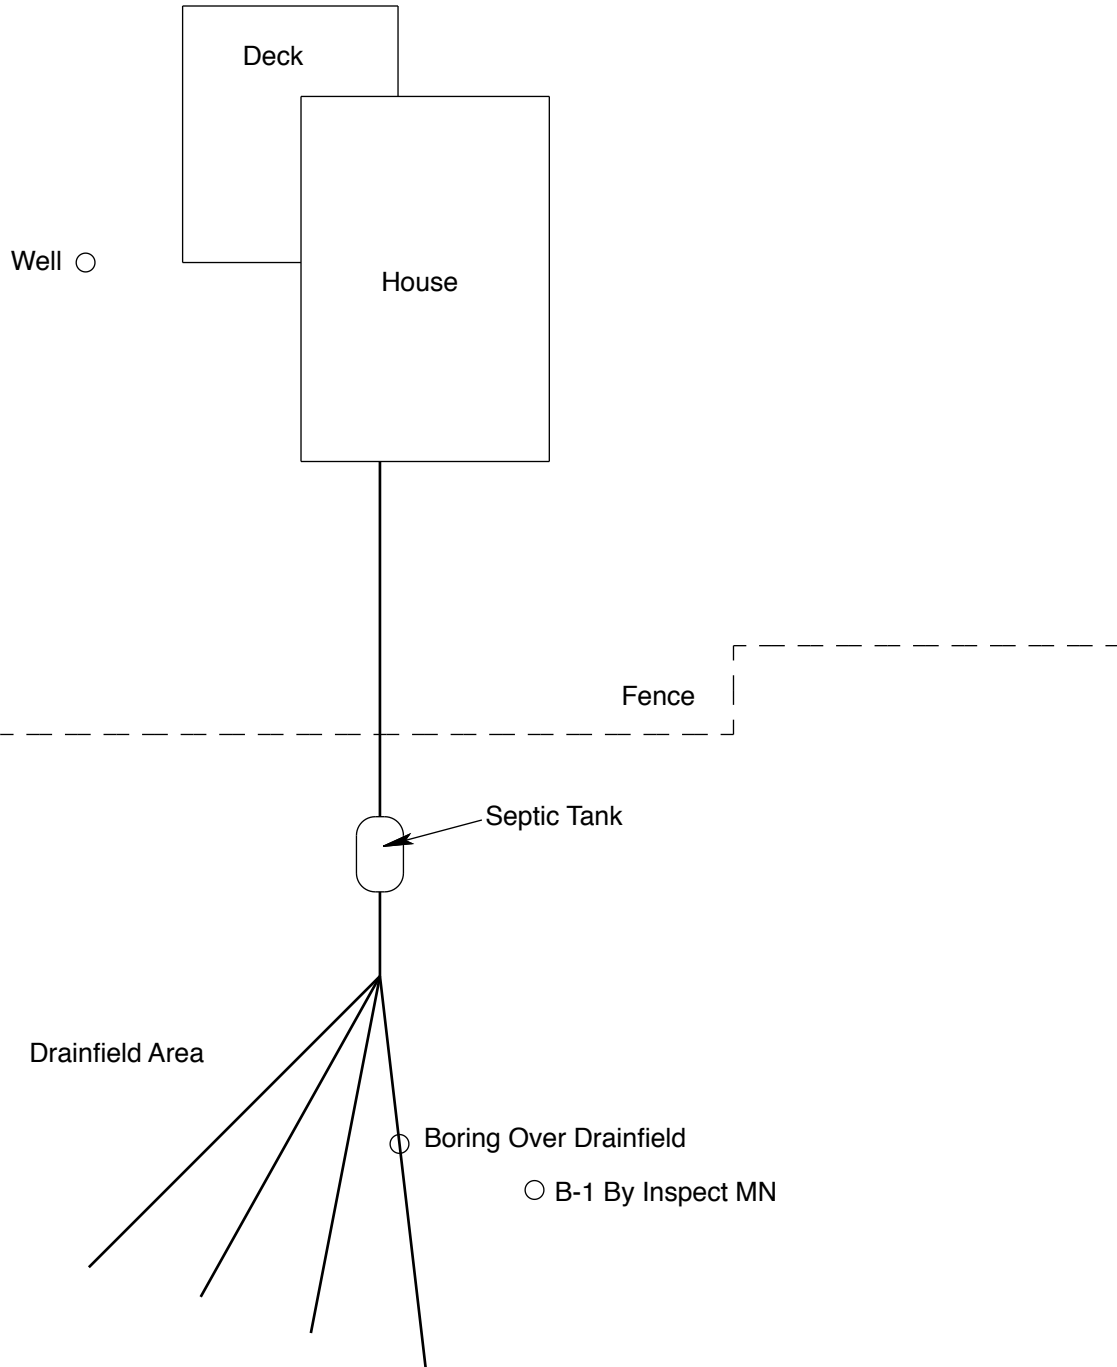 Deck
Well
House
Fence
Septic Tank
Drainfield Area
Boring Over Drainfield
B-1 By Inspect MN